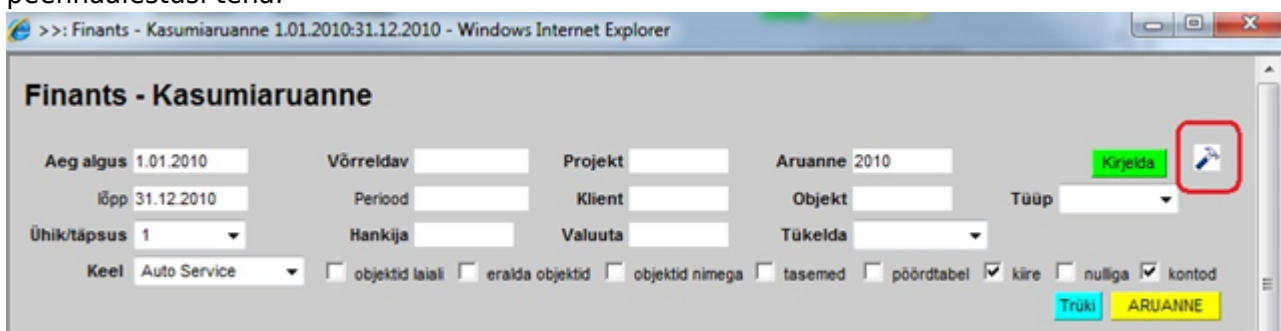 >>: Finants - Kasumiaruanne 1.01.2010:31.12.2010 - Windows Internet Explorer
Finants - Kasumiaruanne
Aeg algus 1.01.2010 Võrreldav Projekt Aruanne 2010 Kirjelda
lõpp 31.12.2010 Periood Klient Objekt Tüüp
Ühik/täpsus 1 Hankija Valuuta Tükelda
Keel Auto Service objektid laiali eralda objektid objektid nimega tasemed pöördtabel kiire nulliga kontod
Trüki ARUANNE